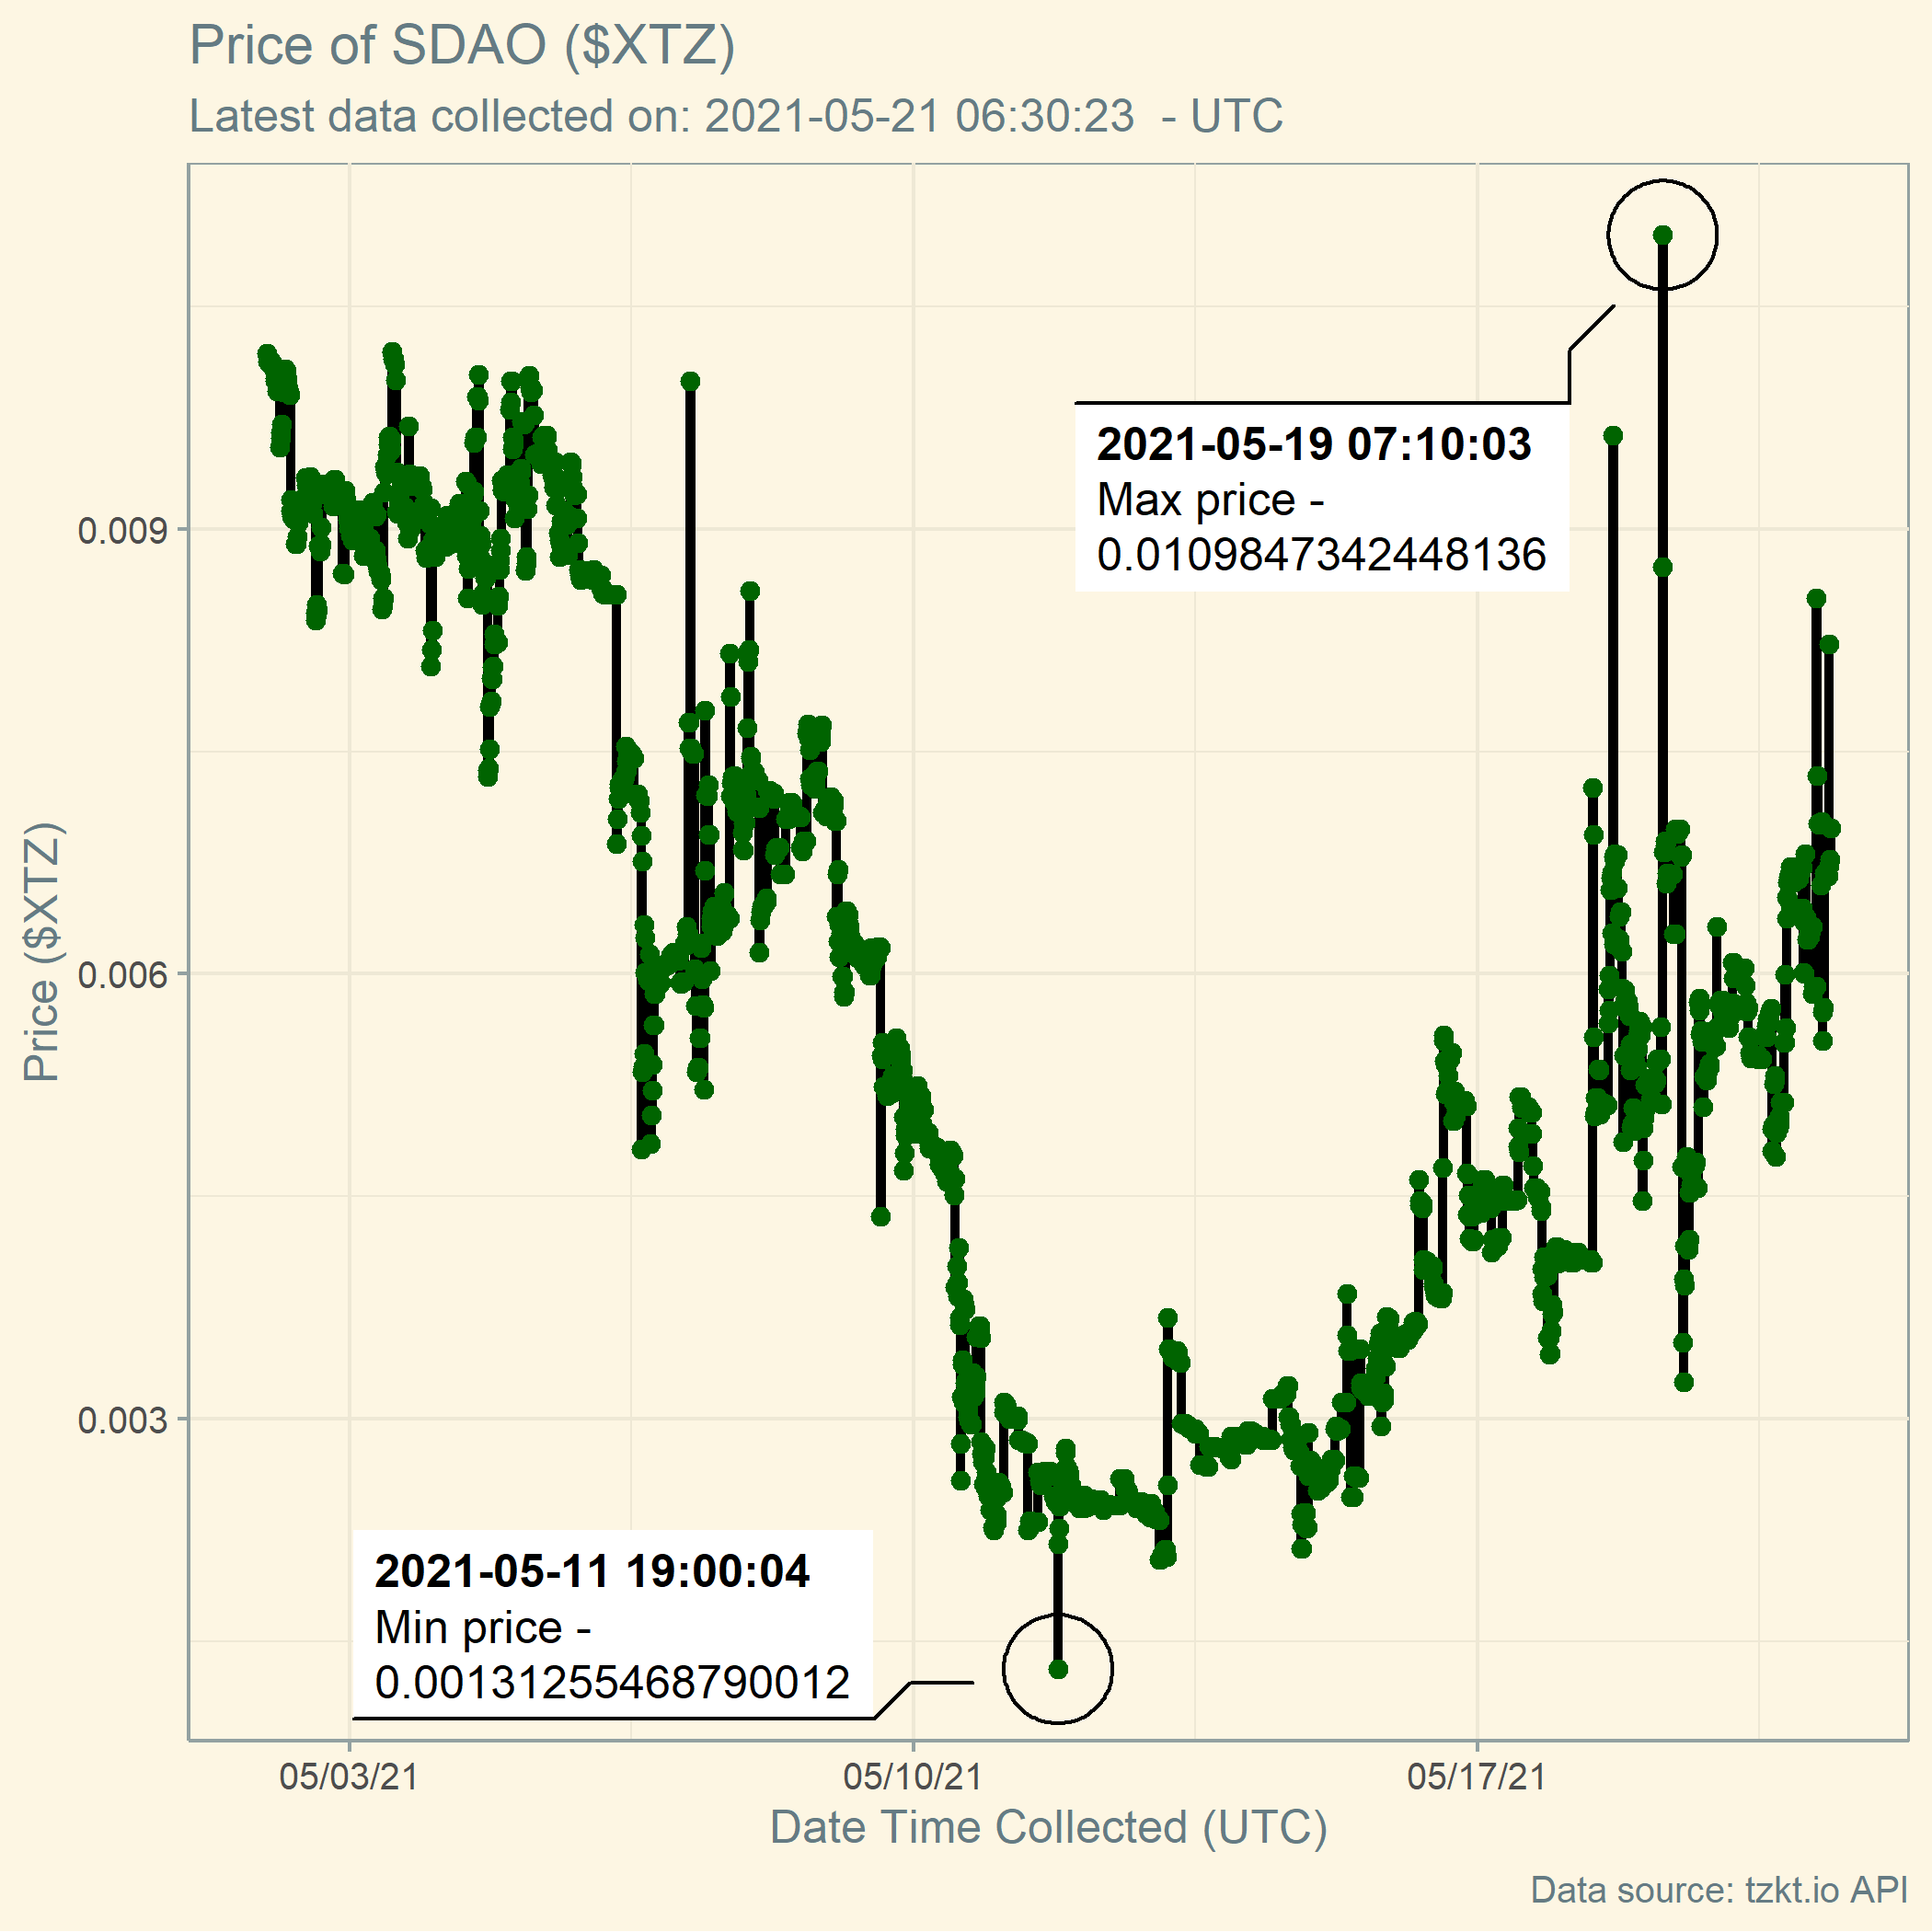 Price of SDAO ($XTZ)
Latest data collected on: 2021-05-21 06:30:23  - UTC
2021-05-19 07:10:03
Max price -
0.0109847342448136
0.009
0.006
0.003
Price ($XTZ)
2021-05-11 19:00:04
Min price -
0.00131255468790012
05/03/21
05/10/21
05/17/21
Date Time Collected (UTC)
Data source: tzkt.io API